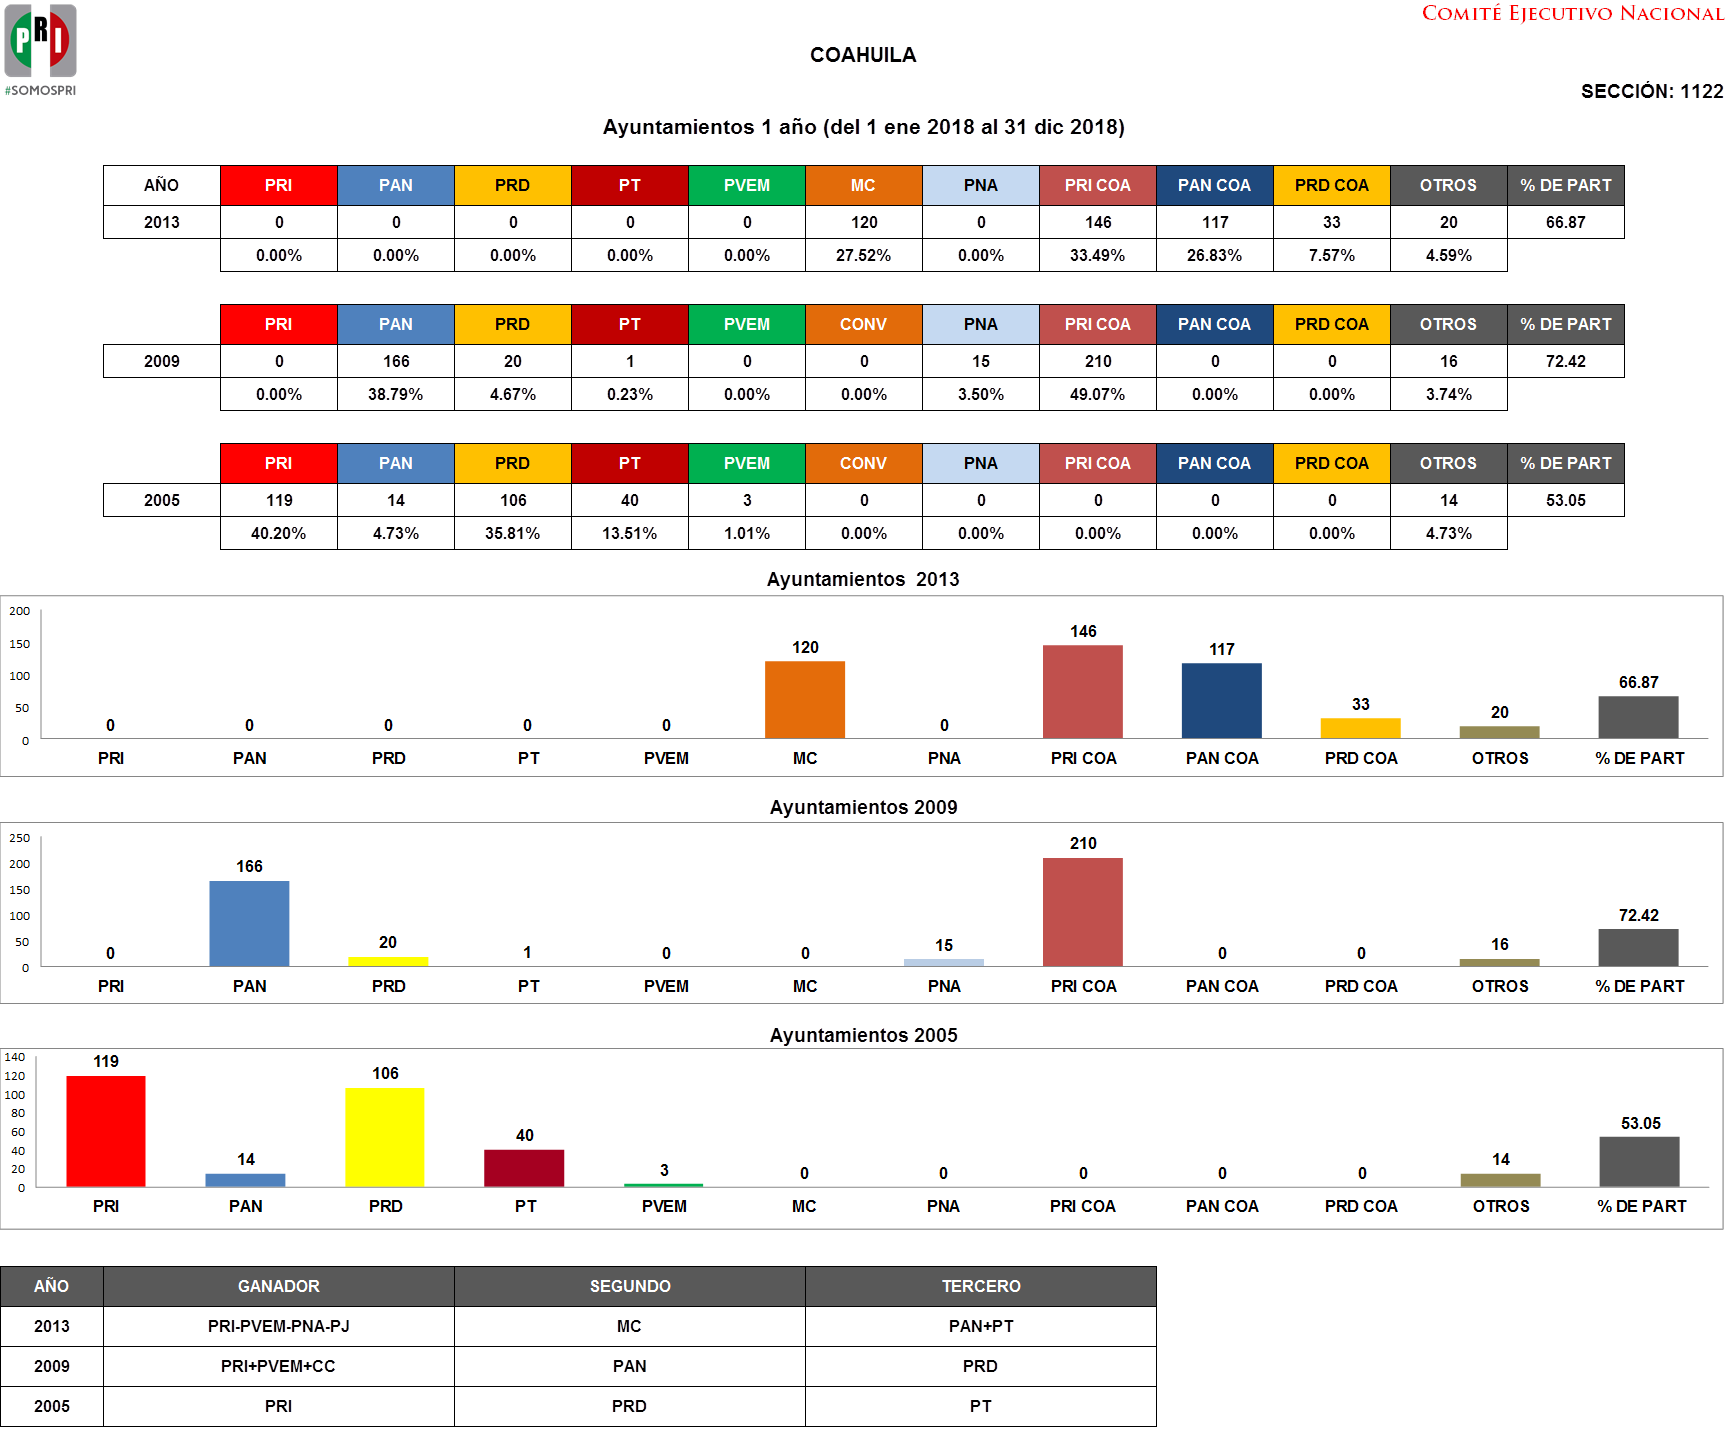 COMITÉ EJECUTIVO NACIONAL
PRI
#SOMOSPRI
COAHUILA
SECCIÓN: 1122
Ayuntamientos 1 año (del 1 ene 2018 al 31 dic 2018)
AÑO PRI PAN PRD PT PVEM MC PNA PRI COA PAN COA PRD COA OTROS % DE PART
2013 0 0 0 0 0 120 0 146 117 33 20 66.87
0.00% 0.00% 0.00% 0.00% 0.00% 27.52% 0.00% 33.49% 26.83% 7.57% 4.59%
PRI PAN PRD PT PVEM CONV PNA PRI COA PAN COA PRD COA OTROS % DE PART
2009 0 166 20 1 0 0 15 210 0 0 16 72.42
0.00% 38.79% 4.67% 0.23% 0.00% 0.00% 3.50% 49.07% 0.00% 0.00% 3.74%
PRI PAN PRD PT PVEM CONV PNA PRI COA PAN COA PRD COA OTROS % DE PART
2005 119 14 106 40 3 0 0 0 0 0 14 53.05
40.20% 4.73% 35.81% 13.51% 1.01% 0.00% 0.00% 0.00% 0.00% 0.00% 4.73%
Ayuntamientos 2013
200
150
100
50
0
0 0 0 0 0 120 0 146 117 33 20 66.87
PRI PAN PRD PT PVEM MC PNA PRI COA PAN COA PRD COA OTROS % DE PART
Ayuntamientos 2009
250
200
150
100
50
0
0 166 20 1 0 0 15 210 0 0 16 72.42
PRI PAN PRD PT PVEM MC PNA PRI COA PAN COA PRD COA OTROS % DE PART
Ayuntamientos 2005
140
120
100
80
60
40
20
0
119 14 106 40 3 0 0 0 0 0 14 53.05
PRI PAN PRD PT PVEM MC PNA PRI COA PAN COA PRD COA OTROS % DE PART
AÑO GANADOR SEGUNDO TERCERO
2013 PRI-PVEM-PNA-PJ MC PAN+PT
2009 PRI+PVEM+CC PAN PRD
2005 PRI PRD PT